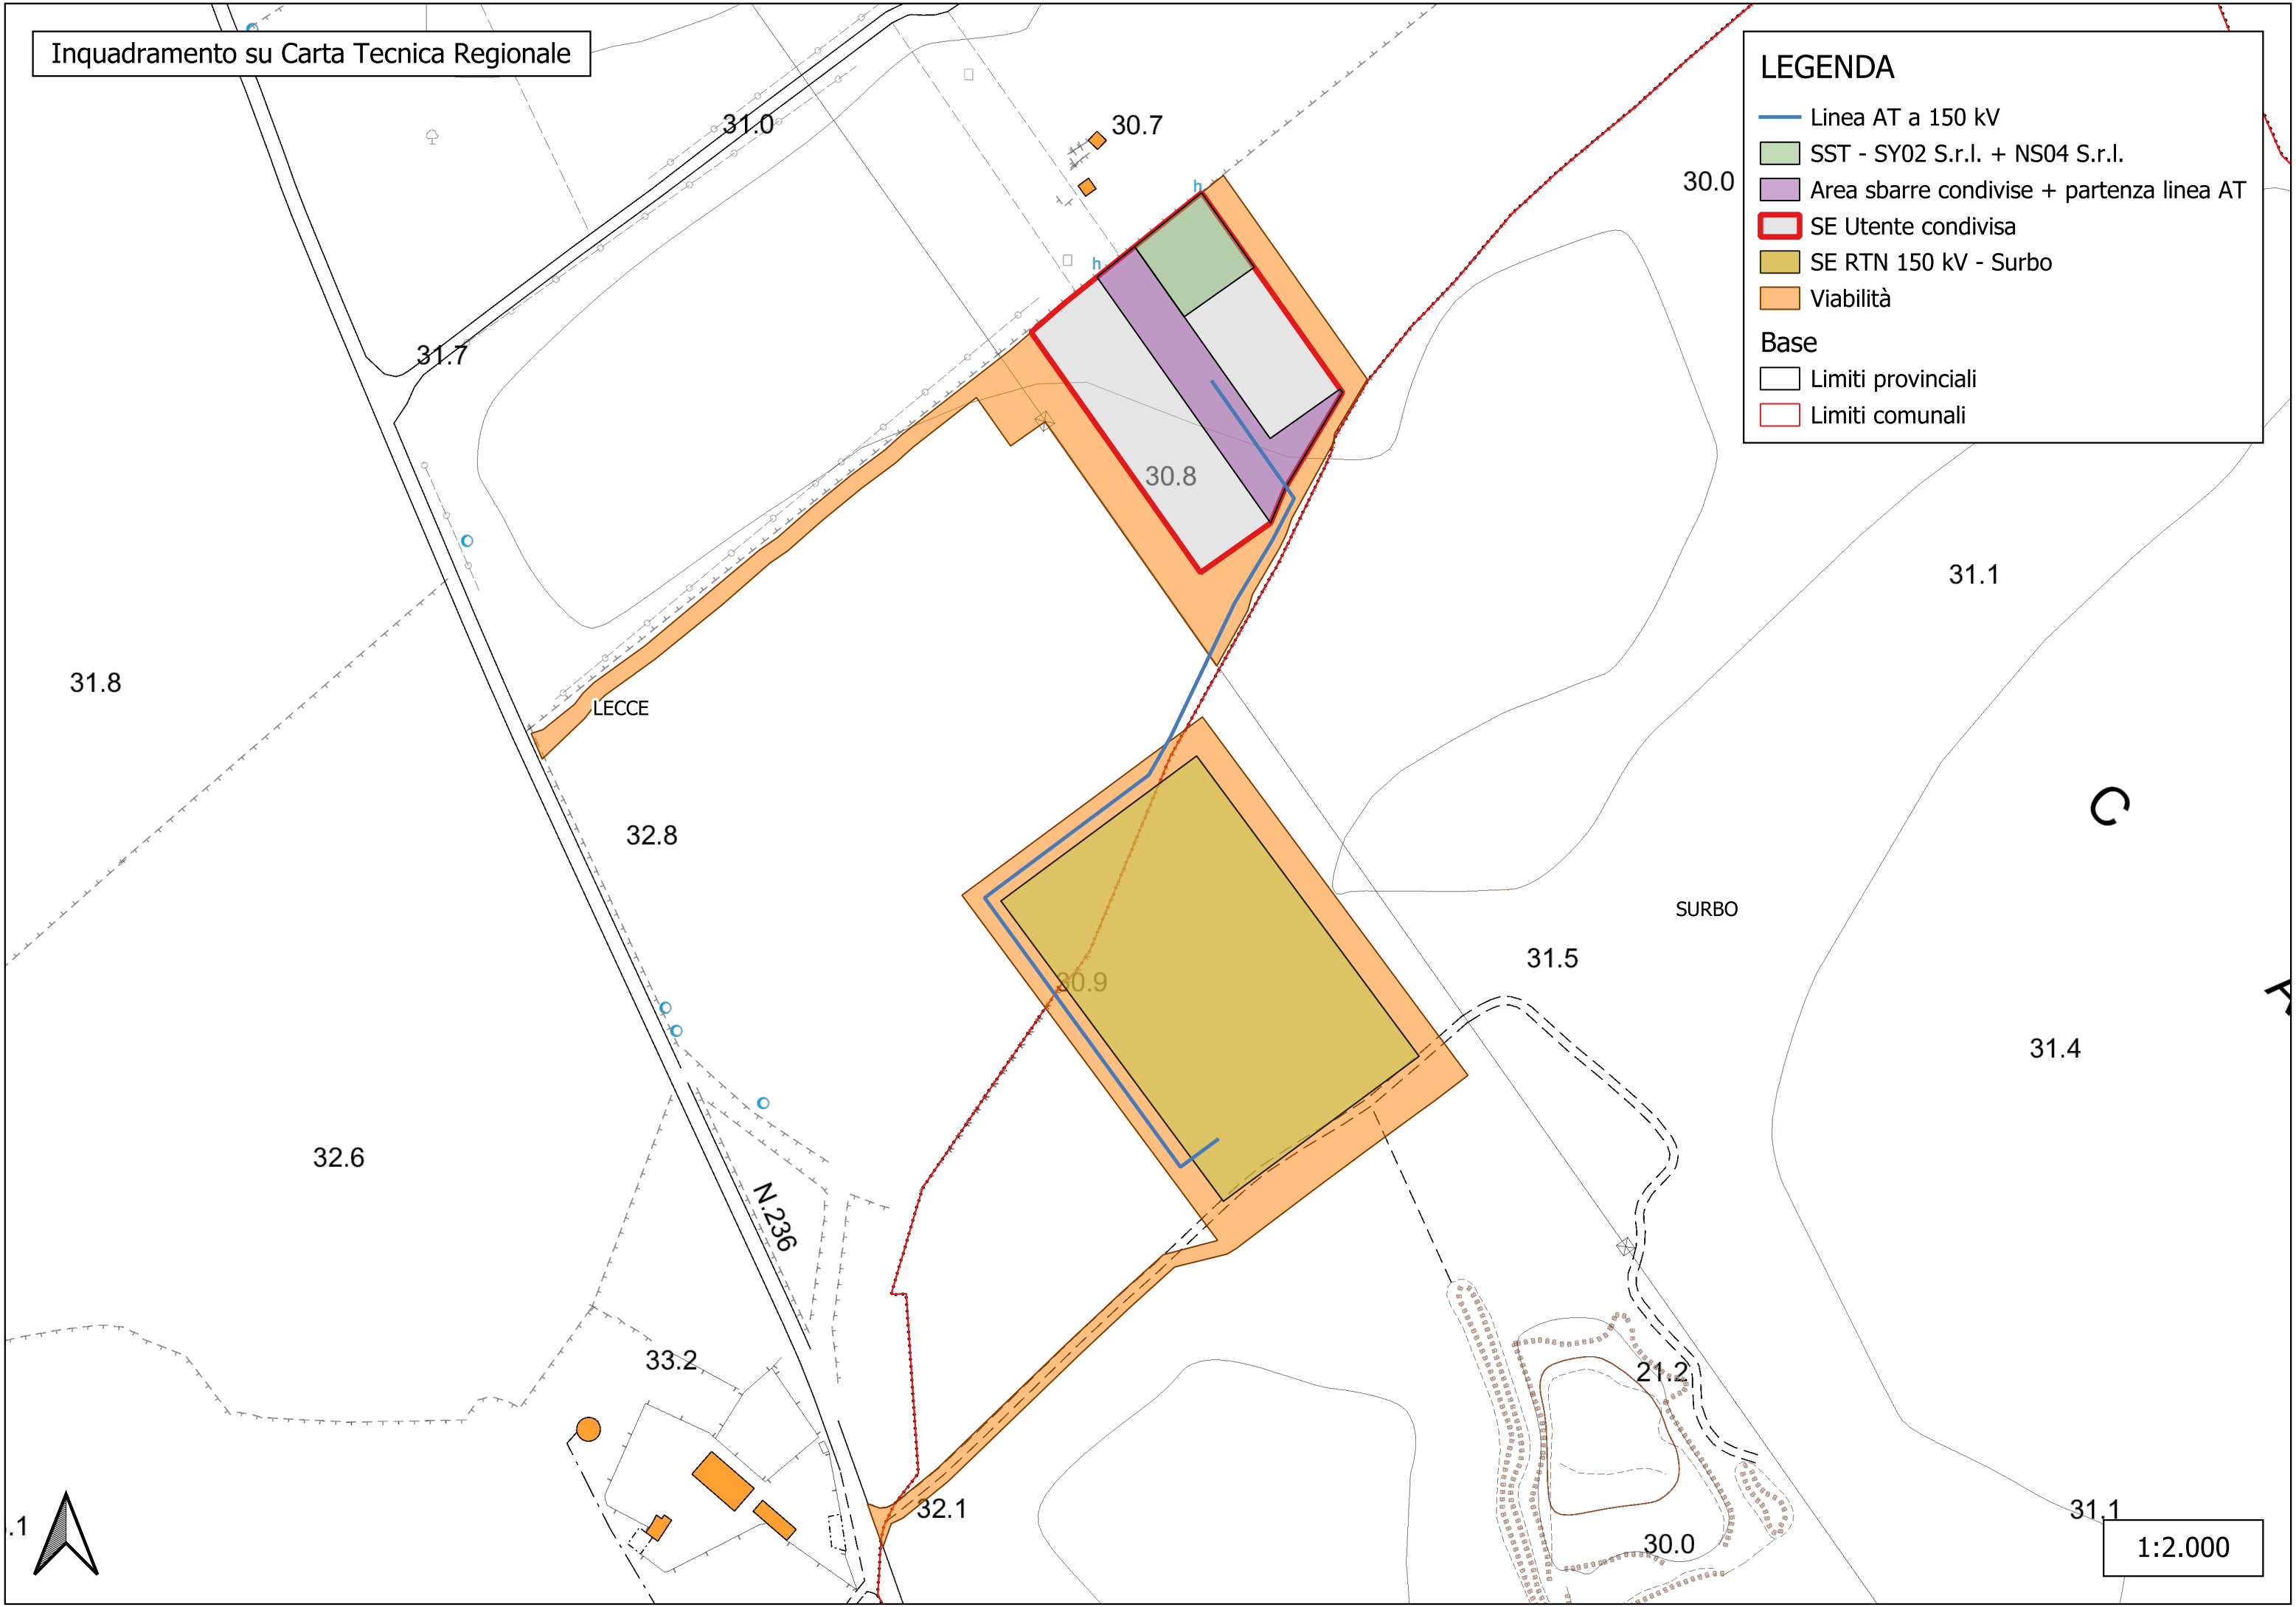 Inquadramento su Carta Tecnica Regionale
LEGENDA
Linea AT a 150 kV
SST - SY02 S.r.l. + NS04 S.r.l.
Area sbarre condivise + partenza linea AT
SE Utente condivisa
SE RTN 150 kV - Surbo
Viabilità
Base
Limiti provinciali
Limiti comunali
31.0
30.7
30.0
h
h
31.7
30.8
31.1
31.8
LECCE
32.8
C
SURBO
31.5
30.9
A
31.4
32.6
N.236
33.2
21.2
32.1
31.1
30.0
.1
1:2.000